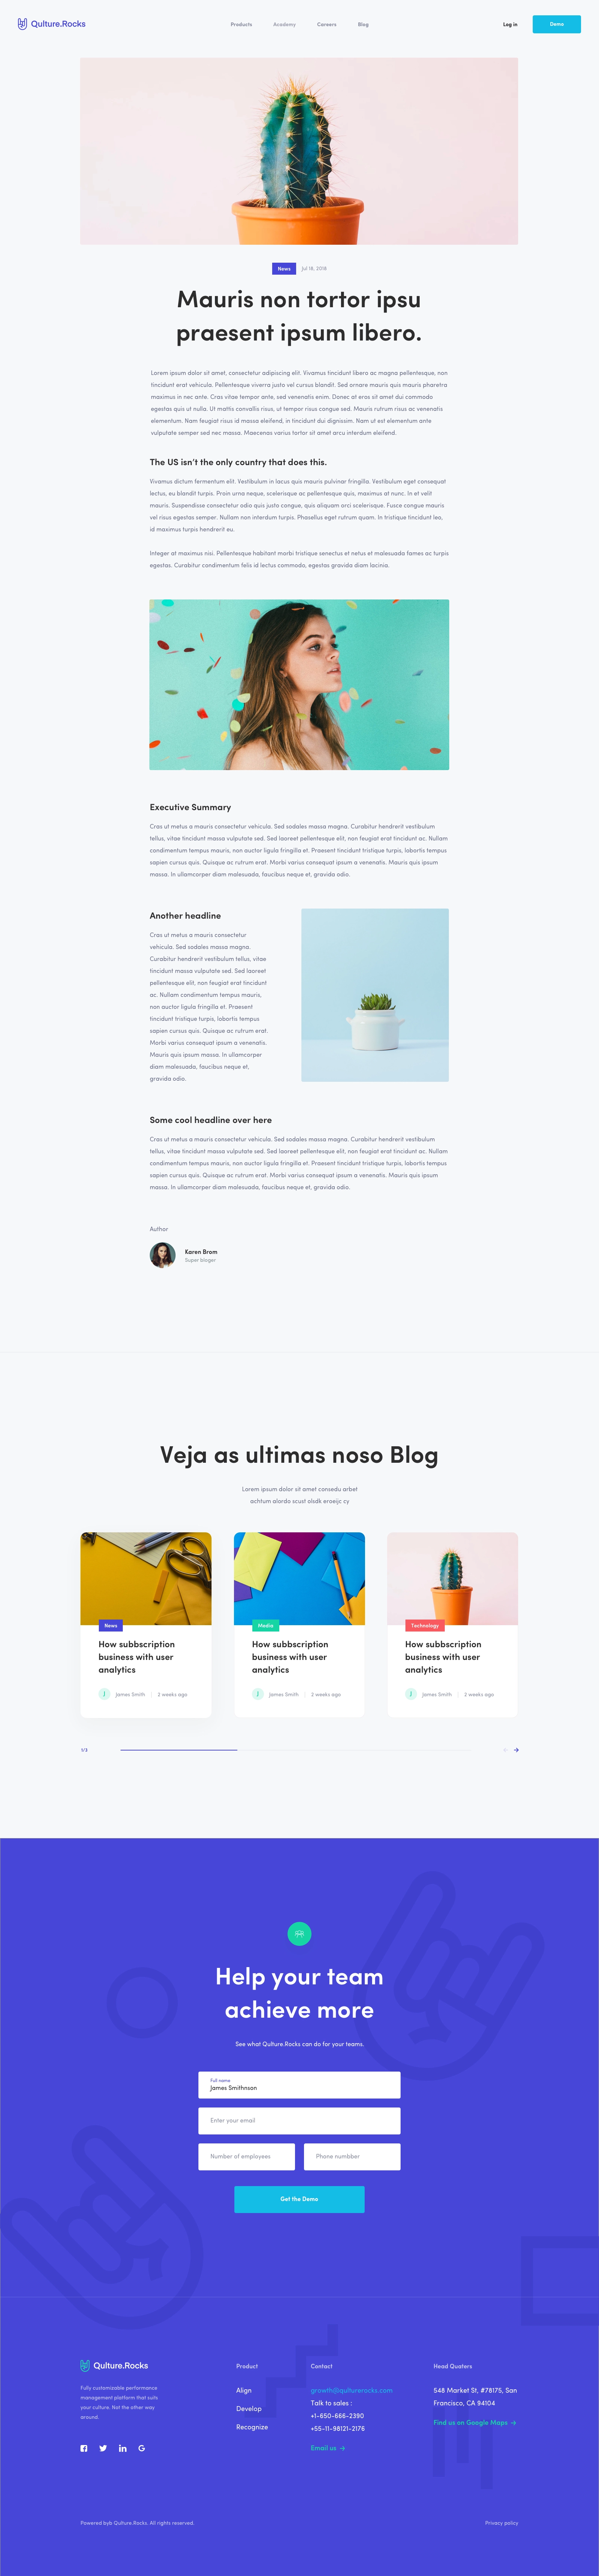 Qulture.Rocks
Products
Academy
Careers
Blog
Log in
Demo
News
Jul 18, 2018
Mauris non tortor ipsu
praesent ipsum libero.
Lorem ipsum dolor sit amet, consectetur adipiscing elit. Vivamus tincidunt libero ac magna pellentesque, non
tincidunt erat vehicula. Pellentesque viverra justo vel cursus blandit. Sed ornare mauris quis mauris pharetra
maximus in nec ante. Cras vitae tempor ante, sed venenatis enim. Donec at eros sit amet dui commodo
egestas quis ut nulla. Ut mattis convallis risus, ut tempor risus congue sed. Mauris rutrum risus ac venenatis
elementum. Nam feugiat risus id massa eleifend, in tincidunt dui dignissim. Nam ut est elementum ante
vulputate semper sed nec massa. Maecenas varius tortor sit amet arcu interdum eleifend.
The US isn't the only country that does this.
Vivamus dictum fermentum elit. Vestibulum in lacus quis mauris pulvinar fringilla. Vestibulum eget consequat
lectus, eu blandit turpis. Proin urna neque, scelerisque ac pellentesque quis, maximus at nunc. In et velit
mauris. Suspendisse consectetur odio quis justo congue, quis aliquam orci scelerisque. Fusce congue mauris
vel risus egestas semper. Nullam non interdum turpis. Phasellus eget rutrum quam. In tristique tincidunt leo,
id maximus turpis hendrerit eu.
Integer at maximus nisi. Pellentesque habitant morbi tristique senectus et netus et malesuada fames ac turpis
egestas. Curabitur condimentum felis id lectus commodo, egestas gravida diam lacinia.
Executive Summary
Cras ut metus a mauris consectetur vehicula. Sed sodales massa magna. Curabitur hendrerit vestibulum
tellus, vitae tincidunt massa vulputate sed. Sed laoreet pellentesque elit, non feugiat erat tincidunt ac. Nullam
condimentum tempus mauris, non auctor ligula fringilla et. Praesent tincidunt tristique turpis, lobortis tempus
sapien cursus quis. Quisque ac rutrum erat. Morbi varius consequat ipsum a venenatis. Mauris quis ipsum
massa. In ullamcorper diam malesuada, faucibus neque et, gravida odio.
Another headline
Cras ut metus a mauris consectetur
vehicula. Sed sodales massa magna.
Curabitur hendrerit vestibulum tellus, vitae
tincidunt massa vulputate sed. Sed laoreet
pellentesque elit, non feugiat erat tincidunt
ac. Nullam condimentum tempus mauris,
non auctor ligula fringilla et. Praesent
tincidunt tristique turpis, lobortis tempus
sapien cursus quis. Quisque ac rutrum erat.
Morbi varius consequat ipsum a venenatis.
Mauris quis ipsum massa. In ullamcorper
diam malesuada, faucibus neque et,
gravida odio.
Some cool headline over here
Cras ut metus a mauris consectetur vehicula. Sed sodales massa magna. Curabitur hendrerit vestibulum
tellus, vitae tincidunt massa vulputate sed. Sed laoreet pellentesque elit, non feugiat erat tincidunt ac. Nullam
condimentum tempus mauris, non auctor ligula fringilla et. Praesent tincidunt tristique turpis, lobortis tempus
sapien cursus quis. Quisque ac rutrum erat. Morbi varius consequat ipsum a venenatis. Mauris quis ipsum
massa. In ullamcorper diam malesuada, faucibus neque et, gravida odio.
Author
Karen Brom
Super bloger
Veja as ultimas noso Blog
Lorem ipsum dolor sit amet consedu arbet
achtum alordo scust olsdk eraejc cy
News
How subbscription
business with user
analytics
J James Smith | 2 weeks ago
Media
How subbscription
business with user
analytics
J James Smith | 2 weeks ago
Technology
How subbscription
business with user
analytics
J James Smith | 2 weeks ago
1/3
Help your team
achieve more
See what Qulture.Rocks can do for your teams.
Full name
James Smithnson
Enter your email
Number of employees
Phone numbber
Get the Demo
Qulture.Rocks
Fully customizable performance
management platform that suits
your culture. Not the other way
around.
Product
Align
Develop
Recognize
Contact
growth@qulturerocks.com
Talk to sales :
+1-650-666-2390
+55-11-98121-2176
Email us →
Head Quaters
548 Market St, #78175, San
Francisco, CA 94104
Find us on Google Maps →
Powered byb Qulture.Rocks. All rights reserved.
Privacy policy